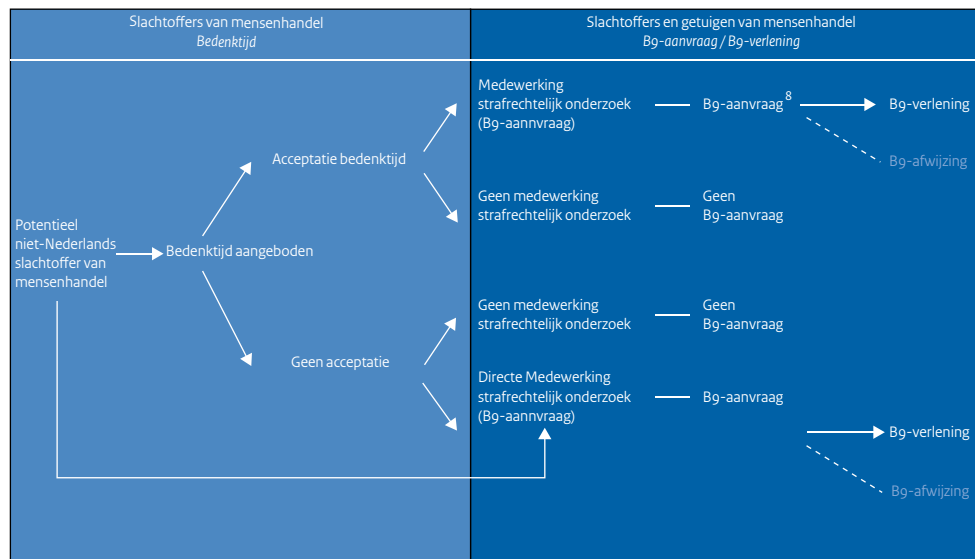 Slachtoffers van mensenhandel
Bedenktijd
Slachtoffers en getuigen van mensenhandel
B9-aanvraag / B9-verlening
Potentieel
niet-Nederlands
slachtoffer van
mensenhandel
Bedenktijd aangeboden
Acceptatie bedenktijd
Geen acceptatie
Medewerking
strafrechtelijk onderzoek
(B9-aannvraag)
B9-aanvraag 8
B9-verlening
B9-afwijzing
Geen medewerking
strafrechtelijk onderzoek
Geen
B9-aanvraag
Geen medewerking
strafrechtelijk onderzoek
Geen
B9-aanvraag
Directe Medewerking
strafrechtelijk onderzoek
(B9-aannvraag)
B9-aanvraag
B9-verlening
B9-afwijzing